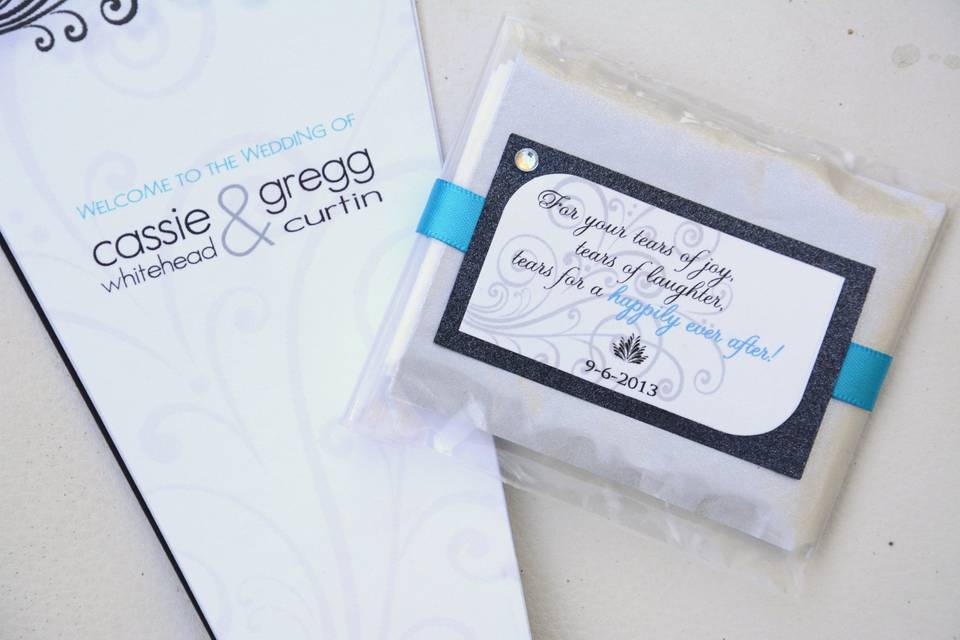 WELCOME TO THE WEDDING OF
cassie & gregg
whitehead curtin
For your tears of joy,
tears of laughter,
tears for a happily ever after!
9-6-2013